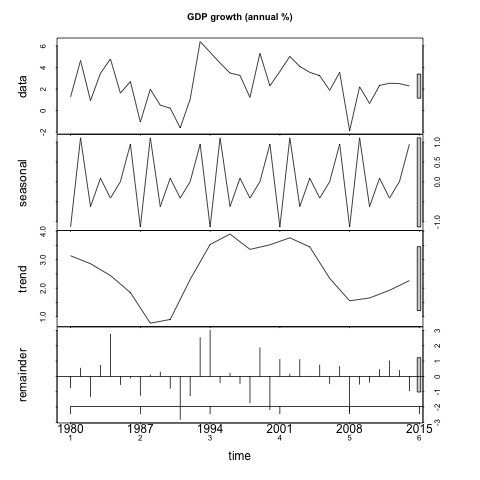 GDP growth (annual %)
data
-2 0 2 4 6
seasonal
-1.0 0.0 0.5 1.0
trend
1.0 2.0 3.0 4.0
remainder
-3 -2 -1 0 1 2 3
1980 1987 1994 2001 2008 2015
1 2 3 4 5 6
time